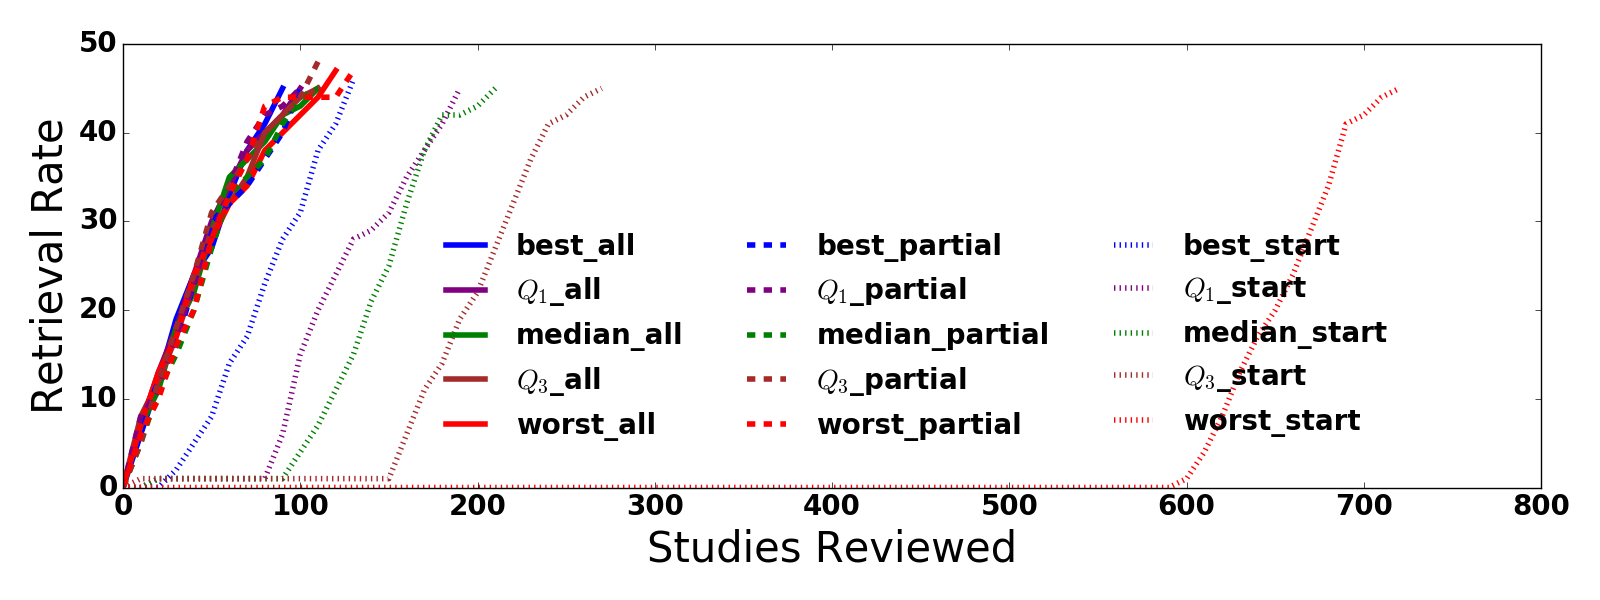 50
40
30
20
10
0
Retrieval Rate
best_all best_partial best_start
Q1_all Q1_partial Q1_start
median_all median_partial median_start
Q3_all Q3_partial Q3_start
worst_all worst_partial worst_start
0 100 200 300 400 500 600 700 800
Studies Reviewed